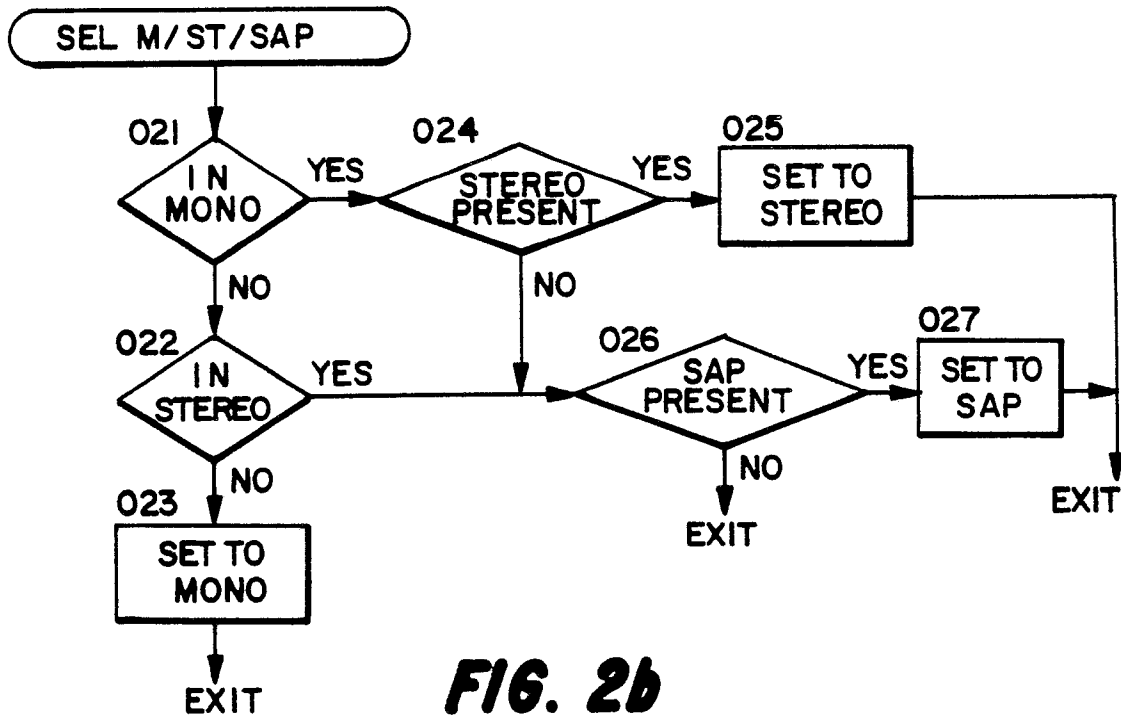 SEL M/ST/SAP
021
IN
MONO
YES
024
STEREO
PRESENT
YES
025
SET TO
STEREO
NO
NO
022
IN
STEREO
YES
026
SAP
PRESENT
YES
027
SET TO
SAP
NO
NO
EXIT
EXIT
023
SET TO
MONO
EXIT
FIG. 2b